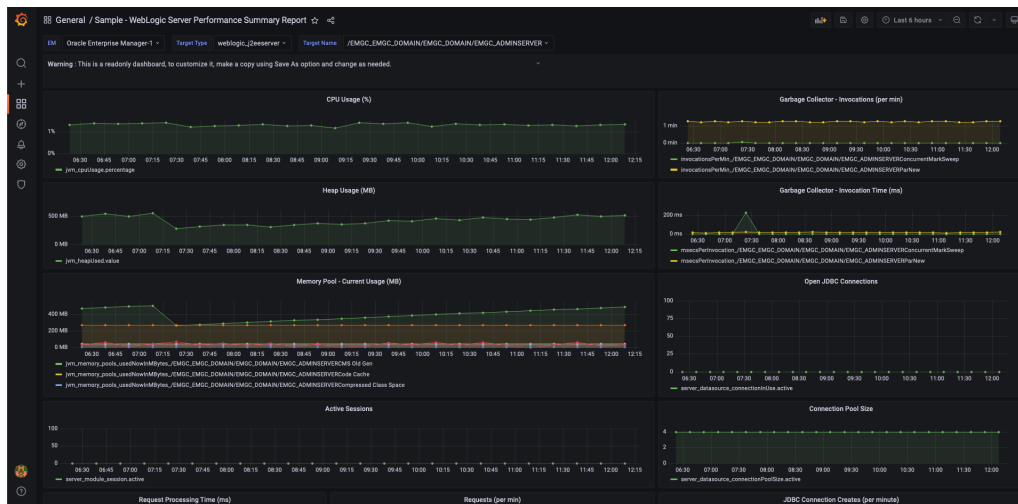 General / Sample - WebLogic Server Performance Summary Report
Last 6 hours
EM Oracle Enterprise Manager-1 Target Type weblogic_j2eeserver Target Name /EMGC_EMGC_DOMAIN/EMGC_DOMAIN/EMGC_ADMINSERVER
Warning : This is a readonly dashboard, to customize it, make a copy using Save As option and change as needed.
CPU Usage (%)
1%
0%
06:30 06:45 07:00 07:15 07:30 07:45 08:00 08:15 08:30 08:45 09:00 09:15 09:30 09:45 10:00 10:15 10:30 10:45 11:00 11:15 11:30 11:45 12:00 12:15
jvm_cpuUsage.percentage
Garbage Collector - Invocations (per min)
1 min
0 min
06:30 07:00 07:30 08:00 08:30 09:00 09:30 10:00 10:30 11:00 11:30 12:00
invocationsPerMin_/EMGC_EMGC_DOMAIN/EMGC_DOMAIN/EMGC_ADMINSERVERConcurrentMarkSweep
invocationsPerMin_/EMGC_EMGC_DOMAIN/EMGC_DOMAIN/EMGC_ADMINSERVERParNew
Heap Usage (MB)
500 MB
0 MB
06:30 06:45 07:00 07:15 07:30 07:45 08:00 08:15 08:30 08:45 09:00 09:15 09:30 09:45 10:00 10:15 10:30 10:45 11:00 11:15 11:30 11:45 12:00 12:15
jvm_heapUsed.value
Garbage Collector - Invocation Time (ms)
200 ms
0 ms
06:30 07:00 07:30 08:00 08:30 09:00 09:30 10:00 10:30 11:00 11:30 12:00
msecsPerInvocation_/EMGC_EMGC_DOMAIN/EMGC_DOMAIN/EMGC_ADMINSERVERConcurrentMarkSweep
msecsPerInvocation_/EMGC_EMGC_DOMAIN/EMGC_DOMAIN/EMGC_ADMINSERVERParNew
Memory Pool - Current Usage (MB)
400 MB
200 MB
0 MB
06:30 06:45 07:00 07:15 07:30 07:45 08:00 08:15 08:30 08:45 09:00 09:15 09:30 09:45 10:00 10:15 10:30 10:45 11:00 11:15 11:30 11:45 12:00 12:15
jvm_memory_pools_usedNowInMBytes_/EMGC_EMGC_DOMAIN/EMGC_DOMAIN/EMGC_ADMINSERVERCMS Old Gen
jvm_memory_pools_usedNowInMBytes_/EMGC_EMGC_DOMAIN/EMGC_DOMAIN/EMGC_ADMINSERVERCode Cache
jvm_memory_pools_usedNowInMBytes_/EMGC_EMGC_DOMAIN/EMGC_DOMAIN/EMGC_ADMINSERVERCompressed Class Space
Open JDBC Connections
100
75
50
25
0
06:30 07:00 07:30 08:00 08:30 09:00 09:30 10:00 10:30 11:00 11:30 12:00
server_datasource_connectionInUse.active
Active Sessions
100
50
0
06:30 06:45 07:00 07:15 07:30 07:45 08:00 08:15 08:30 08:45 09:00 09:15 09:30 09:45 10:00 10:15 10:30 10:45 11:00 11:15 11:30 11:45 12:00 12:15
server_module_session.active
Connection Pool Size
4
2
0
06:30 07:00 07:30 08:00 08:30 09:00 09:30 10:00 10:30 11:00 11:30 12:00
server_datasource_connectionPoolSize.active
Request Processing Time (ms)
Requests (per min)
JDBC Connection Creates (per minute)